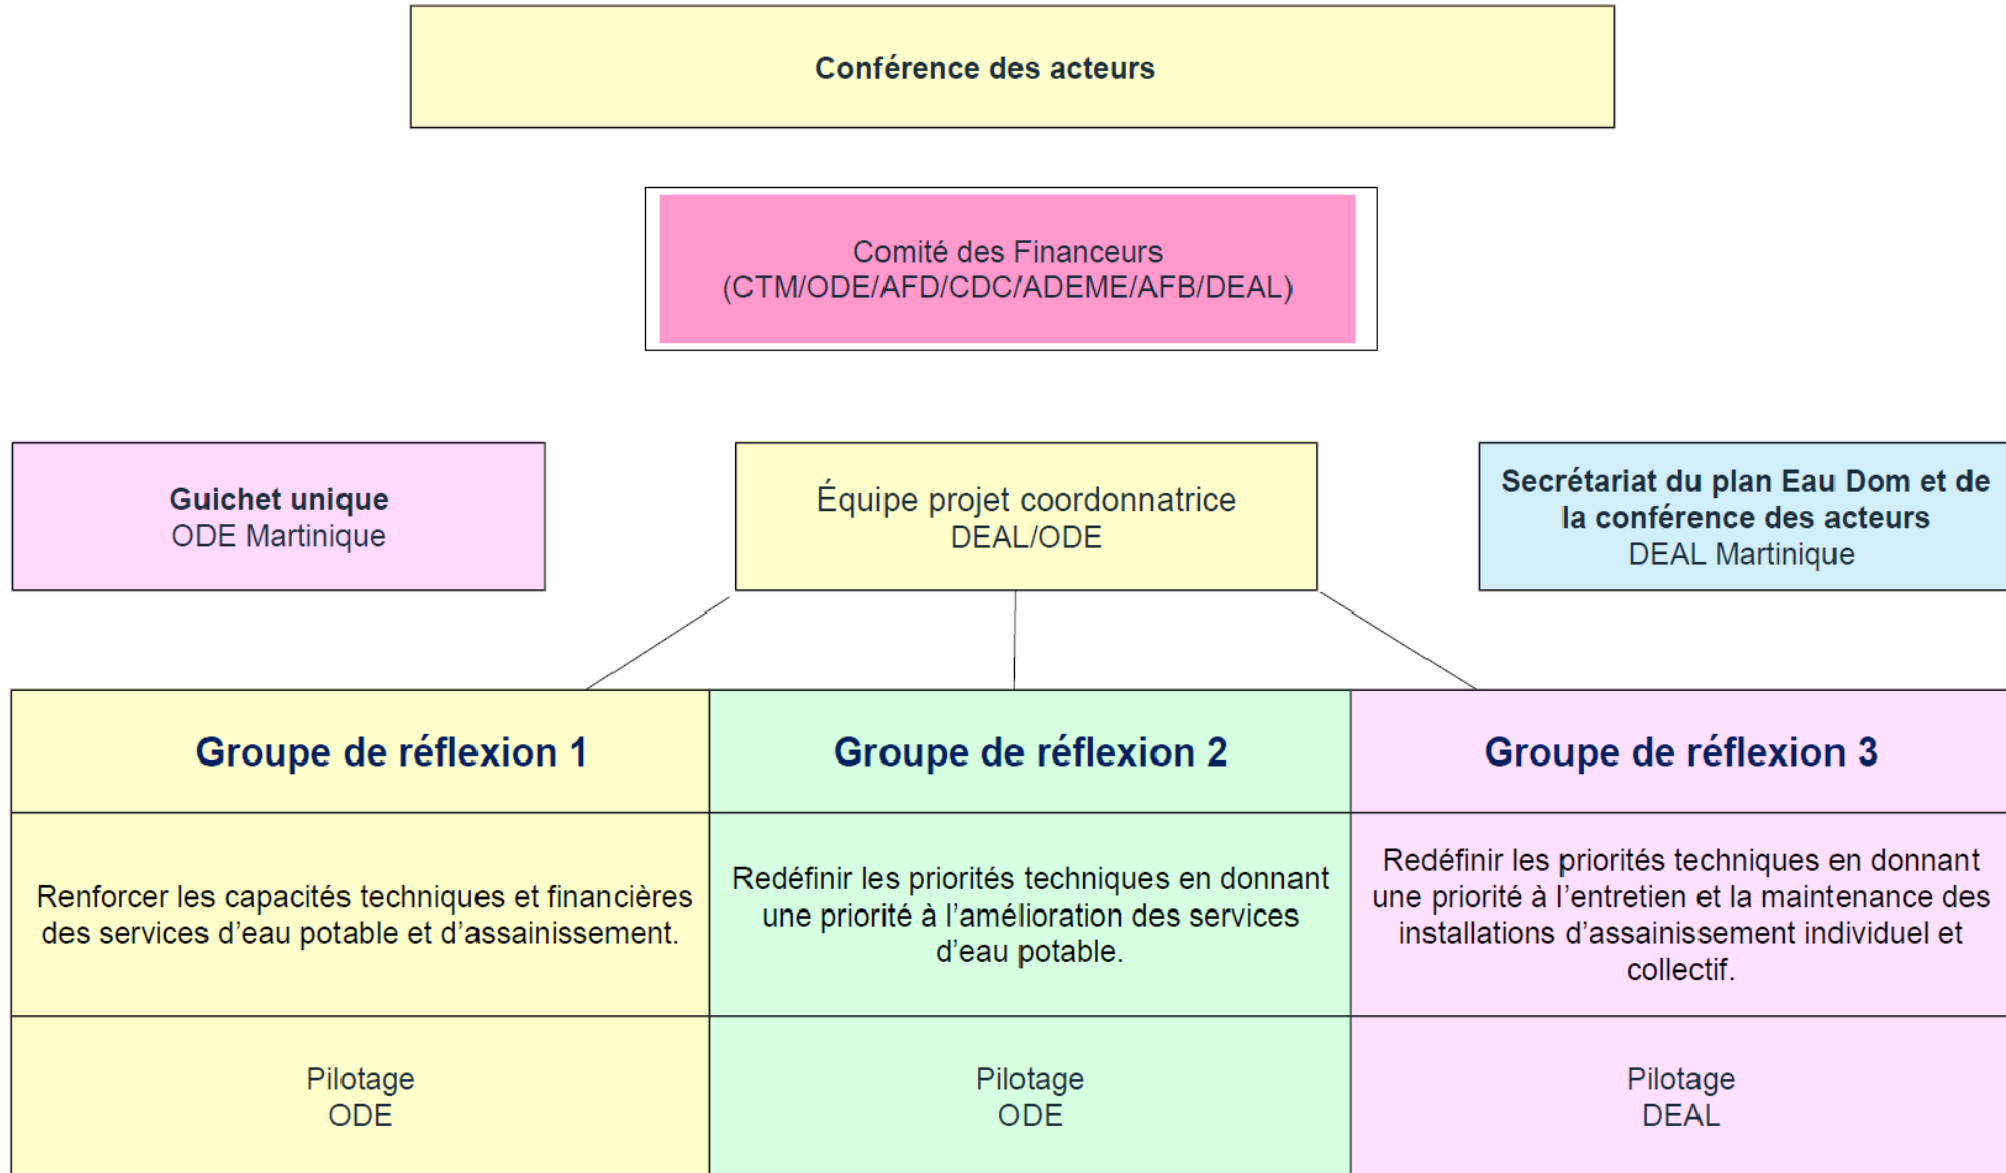 Conférence des acteurs
Comité des Financeurs
(CTM/ODE/AFD/CDC/ADEME/AFB/DEAL)
Guichet unique
ODE Martinique
Équipe projet coordonnatrice
DEAL/ODE
Secrétariat du plan Eau Dom et de
la conférence des acteurs
DEAL Martinique
Groupe de réflexion 1
Groupe de réflexion 2
Groupe de réflexion 3
Renforcer les capacités techniques et financières
des services d'eau potable et d'assainissement.
Redéfinir les priorités techniques en donnant
une priorité à l'amélioration des services
d'eau potable.
Redéfinir les priorités techniques en donnant
une priorité à l'entretien et la maintenance des
installations d'assainissement individuel et
collectif.
Pilotage
ODE
Pilotage
ODE
Pilotage
DEAL